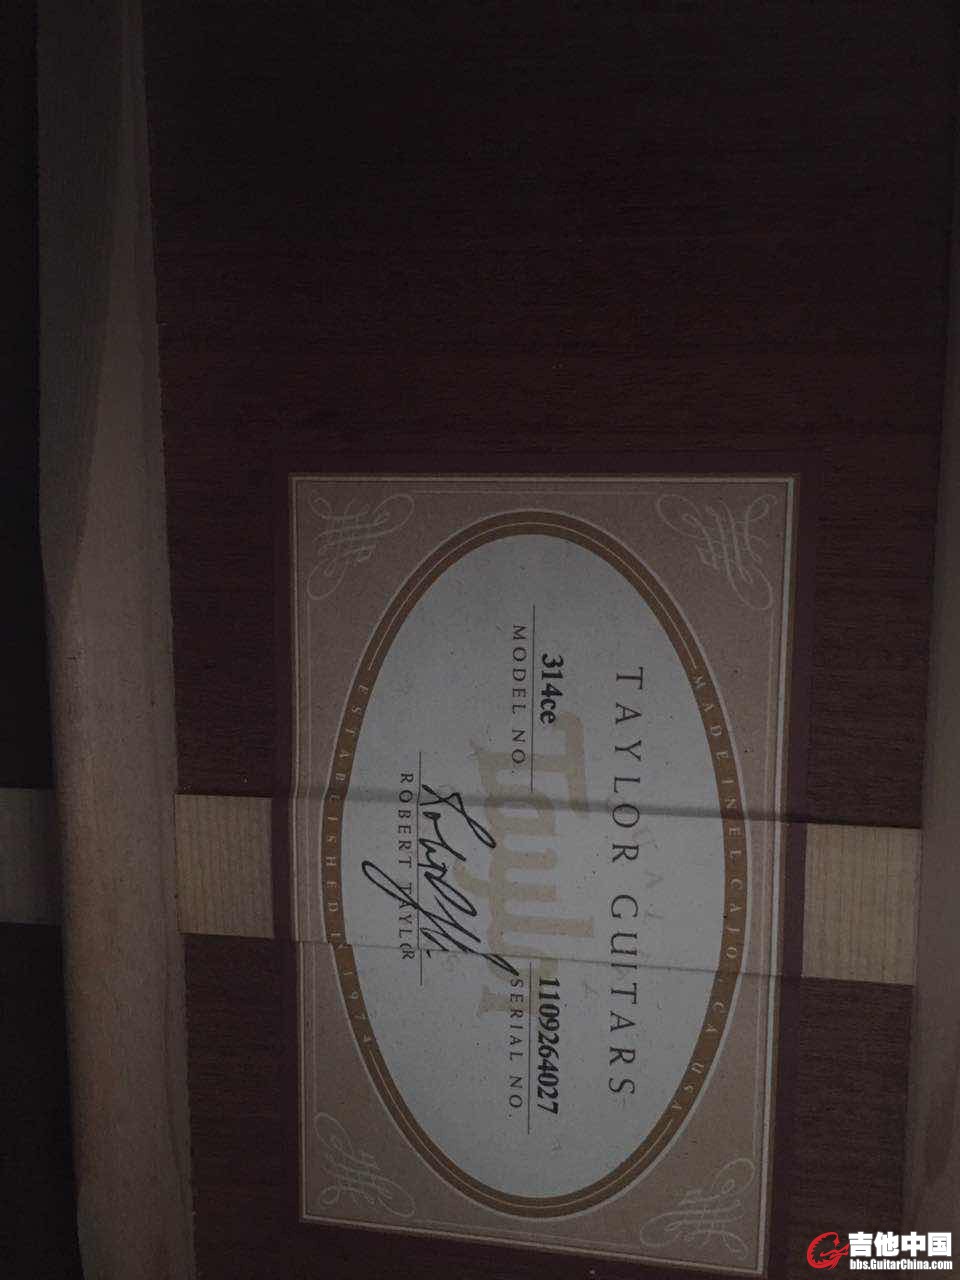 MADE IN EL CAJON, CA USA
TAYLOR GUITARS
Taylor
314ce
MODEL NO.
1109264027
SERIAL NO.
ROBERT TAYLOR
ESTABLISHED IN 1974
吉他中国
bbs.GuitarChina.com